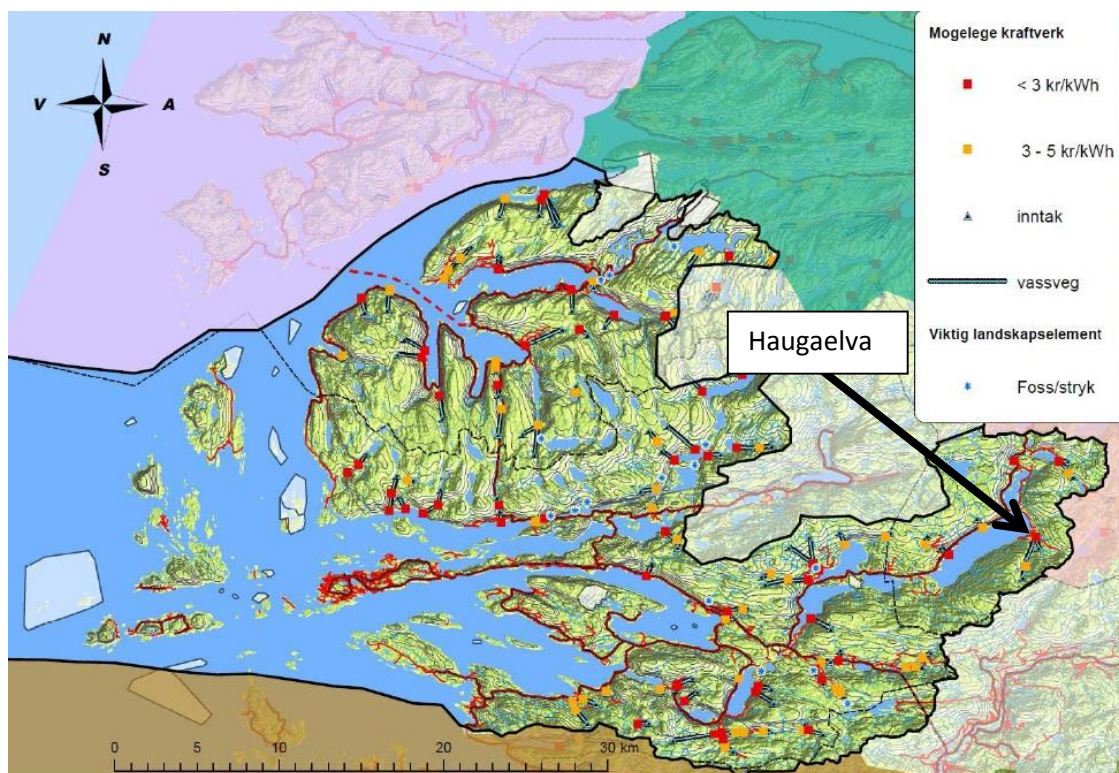 N
V A
S
Mogelege kraftverk
< 3 kr/kWh
3 - 5 kr/kWh
inntak
vassveg
Viktig landskapselement
Foss/stryk
Haugaelva
0 5 10 20 30 km